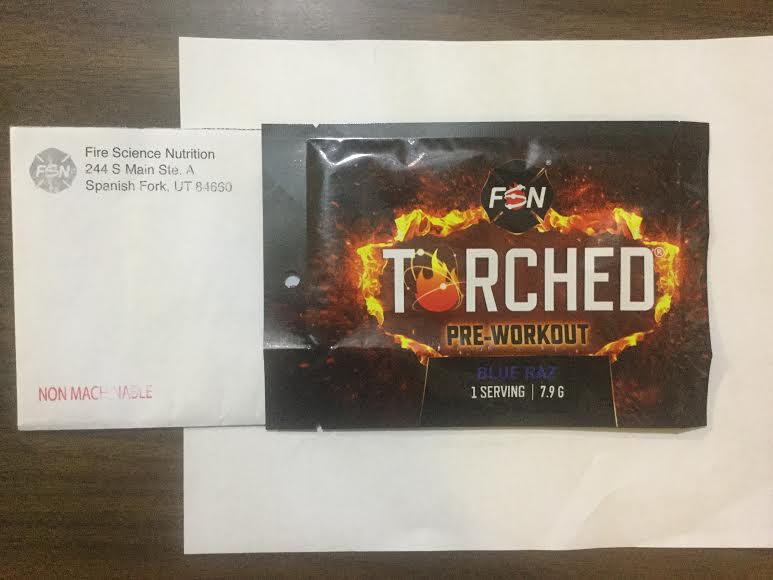 FSN
Fire Science Nutrition
244 S Main Ste. A
Spanish Fork, UT 84660
NON MACHINABLE
FSN
®
TORCHED®
PRE-WORKOUT
BLUE RAZ
1 SERVING | 7.9 G